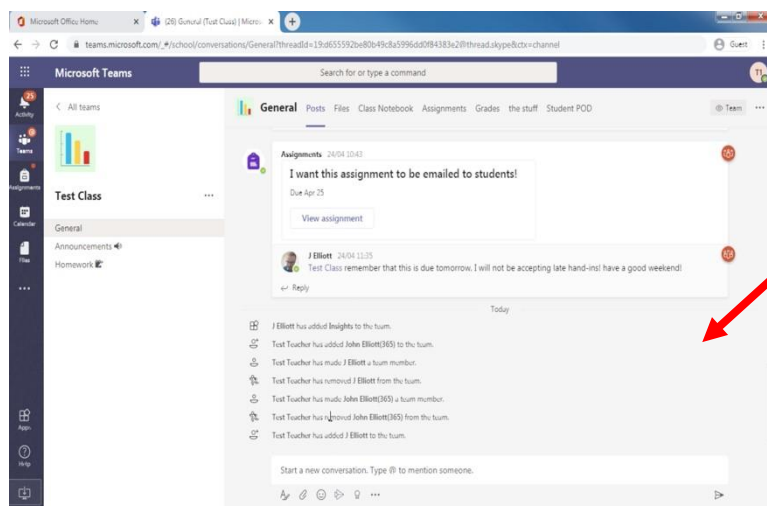 Microsoft Office Home
(26) General (Test Class) | Micros
teams.microsoft.com/_#/school/conversations/General?threadId=19:d655592be80b49c8a5996dd0f84383e2@thread.skype&ctx=channel
Guest
Microsoft Teams
Search for or type a command
25
Activity
Teams
Assignments
Calendar
Files
Apps
Help
All teams
Test Class
General
Announcements
Homework
General Posts Files Class Notebook Assignments Grades the stuff Student POD
Team
Assignments 24/04 10:43
I want this assignment to be emailed to students!
Due Apr 25
View assignment
J Elliott 24/04 11:35
Test Class remember that this is due tomorrow. I will not be accepting late hand-ins! have a good weekend!
Reply
Today
J Elliott has added Insights to the team.
Test Teacher has added John Elliott(365) to the team.
Test Teacher has made J Elliott a team member.
Test Teacher has removed J Elliott from the team.
Test Teacher has made John Elliott(365) a team member.
Test Teacher has removed John Elliott(365) from the team.
Test Teacher has added J Elliott to the team.
Start a new conversation. Type @ to mention someone.